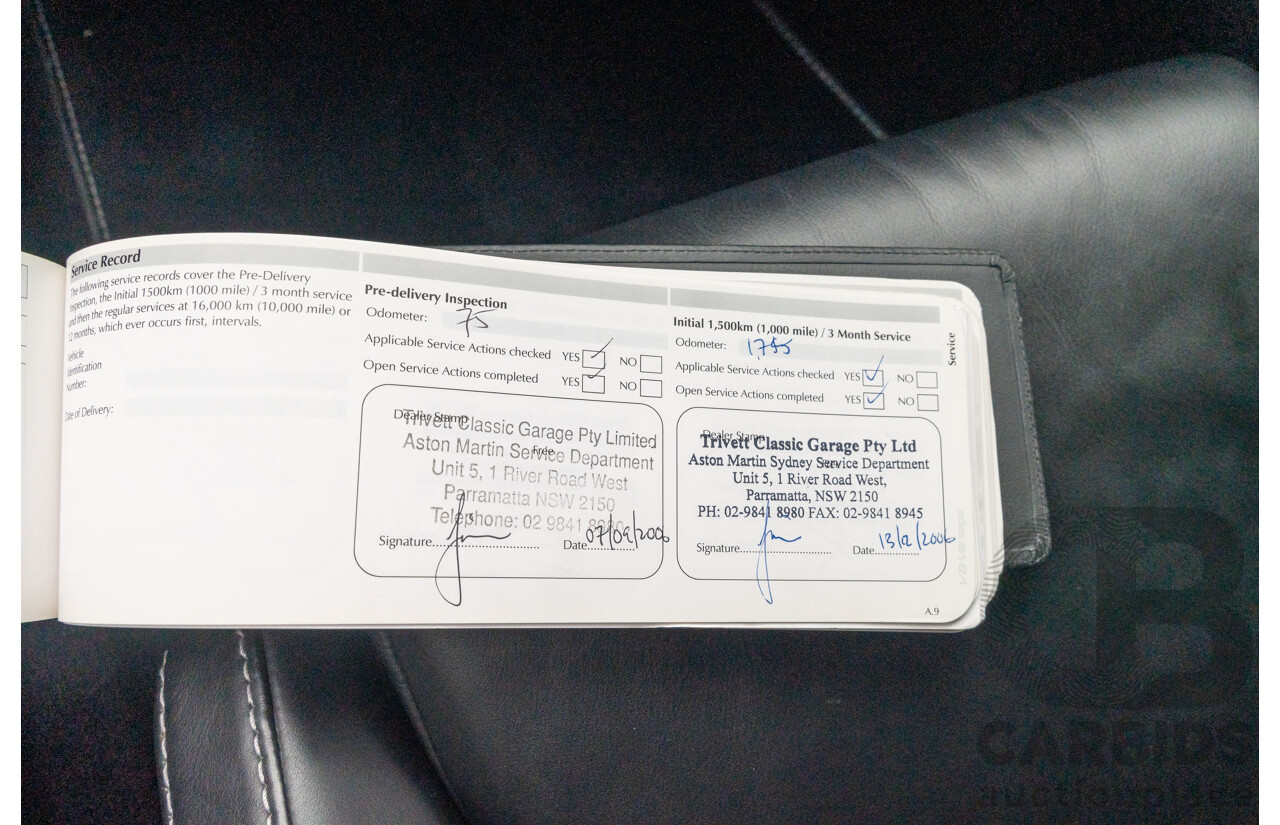 Service Record
The following service records cover the Pre-Delivery
Inspection, the Initial 1500km (1000 mile) / 3 month service
and then the regular services at 16,000 km (10,000 mile) or
12 months, which ever occurs first, intervals.
Vehicle
Identification
Number:
Date of Delivery:
Pre-delivery Inspection
Odometer: 75
Applicable Service Actions checked YES NO
Open Service Actions completed YES NO
Dealer Stamp
Trivett Classic Garage Pty Limited
Aston Martin Service Department
Free
Unit 5, 1 River Road West
Parramatta NSW 2150
Telephone: 02 9841 8980
Signature Date 07/09/2006
Initial 1,500km (1,000 mile) / 3 Month Service
Odometer:
Applicable Service Actions checked YES NO
Open Service Actions completed YES NO
Dealer Stamp
Trivett Classic Garage Pty Ltd
Aston Martin Sydney Service Department
Unit 5, 1 River Road West,
Parramatta, NSW 2150
PH: 02-9841 8980 FAX: 02-9841 8945
Signature Date 13/2/2006
A.9
Service
CARBIDS